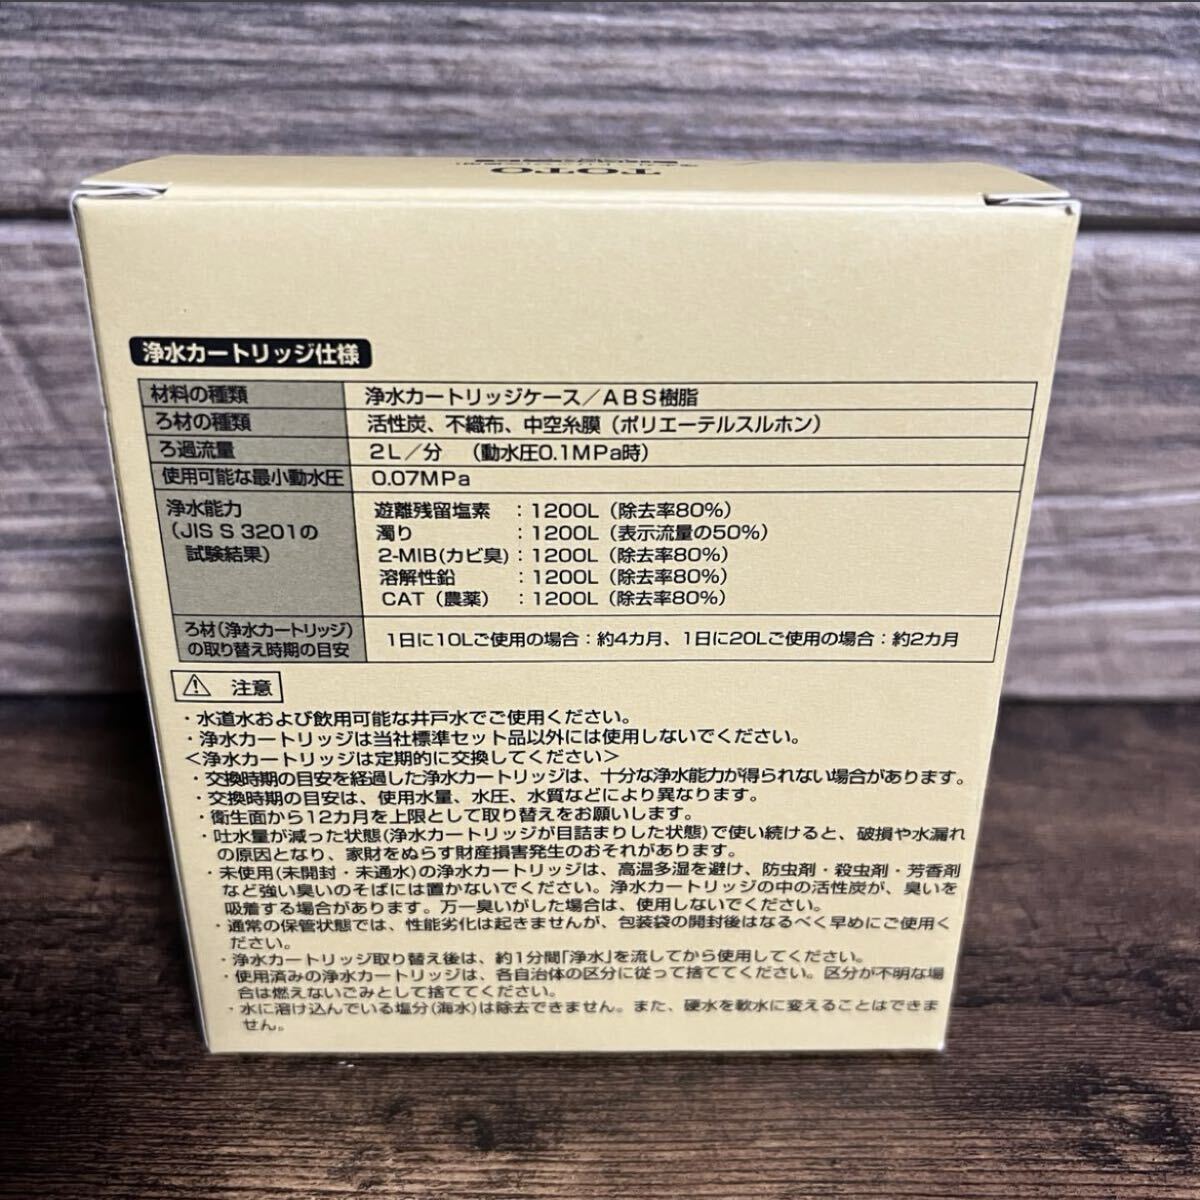 TOTO
浄水カートリッジ仕様
材料の種類 浄水カートリッジケース／ABS樹脂
ろ材の種類 活性炭、不織布、中空糸膜（ポリエーテルスルホン）
ろ過流量 2L／分 （動水圧0.1MPa時）
使用可能な最小動水圧 0.07MPa
浄水能力
（JIS S 3201の
試験結果）
遊離残留塩素 ：1200L（除去率80%）
濁り ：1200L（表示流量の50%）
2-MIB(カビ臭)：1200L（除去率80%）
溶解性鉛 ：1200L（除去率80%）
CAT（農薬） ：1200L（除去率80%）
ろ材（浄水カートリッジ）
の取り替え時期の目安
1日に10Lご使用の場合：約4カ月、1日に20Lご使用の場合：約2カ月
⚠ 注意
・水道水および飲用可能な井戸水でご使用ください。
・浄水カートリッジは当社標準セット品以外には使用しないでください。
＜浄水カートリッジは定期的に交換してください＞
・交換時期の目安を経過した浄水カートリッジは、十分な浄水能力が得られない場合があります。
・交換時期の目安は、使用水量、水圧、水質などにより異なります。
・衛生面から12カ月を上限として取り替えをお願いします。
・吐水量が減った状態(浄水カートリッジが目詰まりした状態)で使い続けると、破損や水漏れ
の原因となり、家財をぬらす財産損害発生のおそれがあります。
・未使用(未開封・未通水)の浄水カートリッジは、高温多湿を避け、防虫剤・殺虫剤・芳香剤
など強い臭いのそばには置かないでください。浄水カートリッジの中の活性炭が、臭いを
吸着する場合があります。万一臭いがした場合は、使用しないでください。
・通常の保管状態では、性能劣化は起きませんが、包装袋の開封後はなるべく早めにご使用く
ださい。
・浄水カートリッジ取り替え後は、約1分間「浄水」を流してから使用してください。
・使用済みの浄水カートリッジは、各自治体の区分に従って捨ててください。区分が不明な場
合は燃えないごみとして捨ててください。
・水に溶け込んでいる塩分(海水)は除去できません。また、硬水を軟水に変えることはできま
せん。